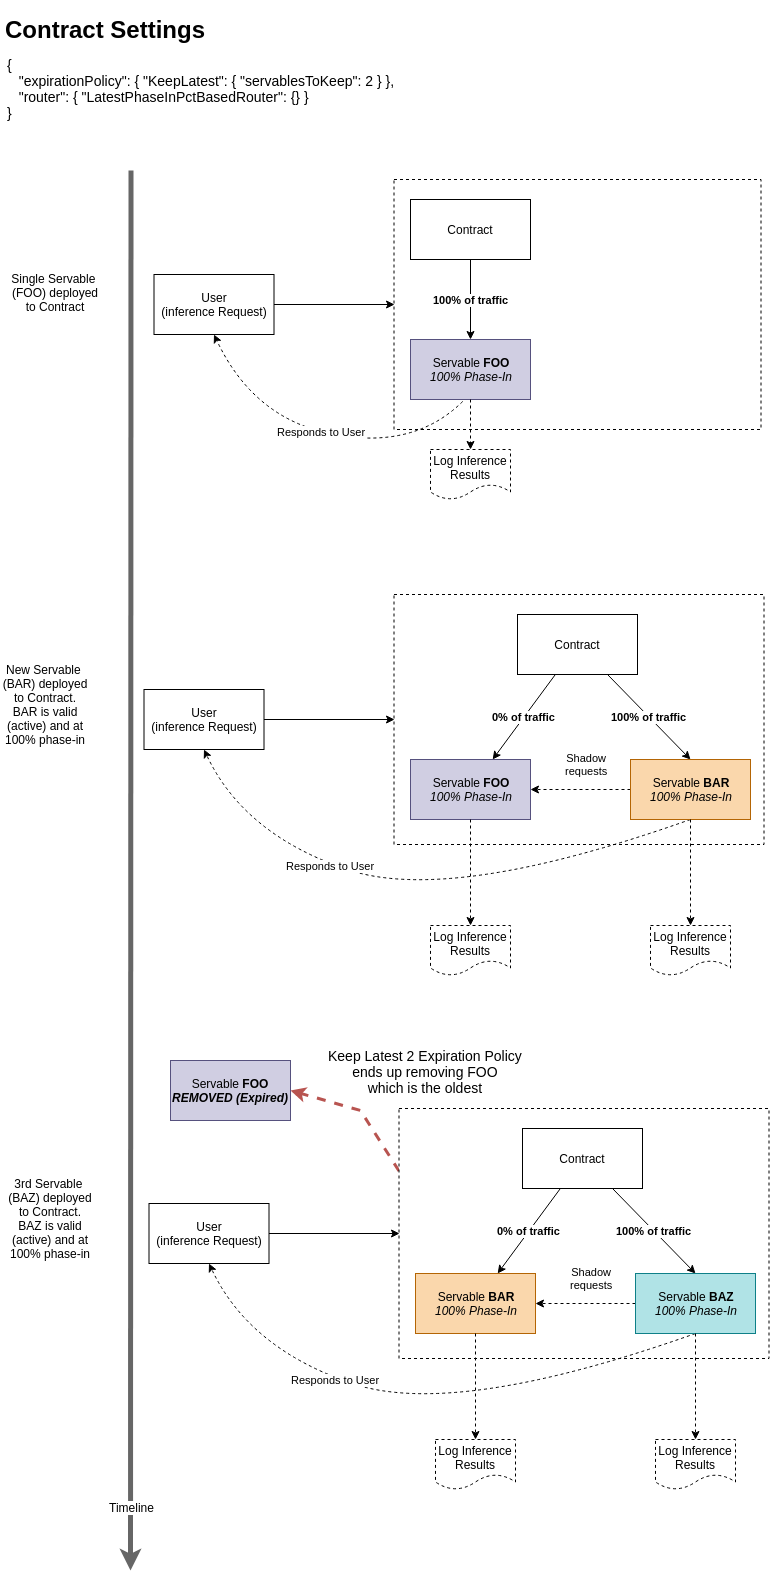 Contract Settings
{
"expirationPolicy": { "KeepLatest": { "servablesToKeep": 2 } },
"router": { "LatestPhaseInPctBasedRouter": {} }
}
Single Servable
(FOO) deployed
to Contract
User
(inference Request)
Contract
100% of traffic
Servable FOO
100% Phase-In
Responds to User
Log Inference
Results
New Servable
(BAR) deployed
to Contract.
BAR is valid
(active) and at
100% phase-in
User
(inference Request)
Contract
0% of traffic
100% of traffic
Shadow
requests
Servable FOO
100% Phase-In
Servable BAR
100% Phase-In
Responds to User
Log Inference
Results
Log Inference
Results
Keep Latest 2 Expiration Policy
ends up removing FOO
which is the oldest
Servable FOO
REMOVED (Expired)
3rd Servable
(BAZ) deployed
to Contract.
BAZ is valid
(active) and at
100% phase-in
User
(inference Request)
Contract
0% of traffic
100% of traffic
Shadow
requests
Servable BAR
100% Phase-In
Servable BAZ
100% Phase-In
Responds to User
Log Inference
Results
Log Inference
Results
Timeline